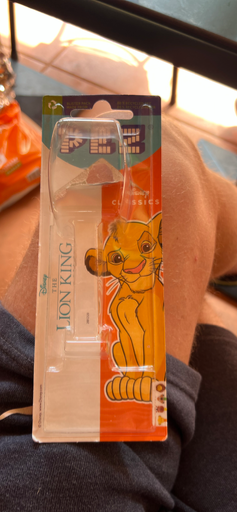 PEZ
Disney
CLASSICS
Disney
THE
LION KING